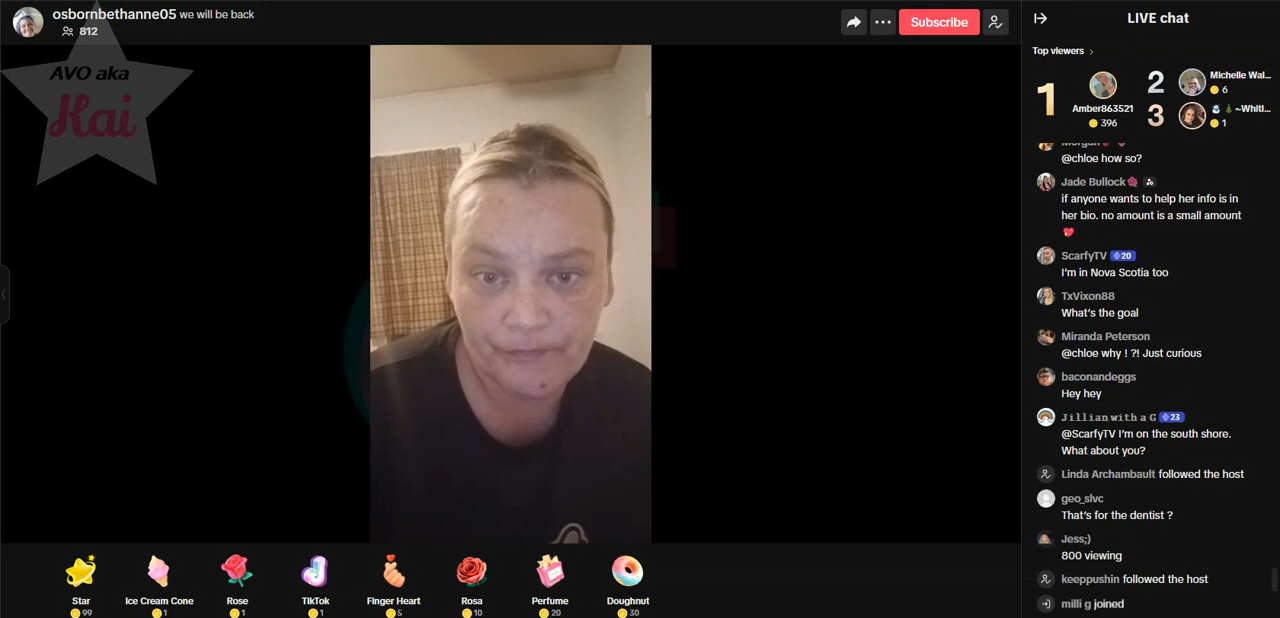 osbornbethanne05 we will be back
812
Subscribe
AVO aka
Kai
Star
99
Ice Cream Cone
1
Rose
1
TikTok
1
Finger Heart
5
Rosa
10
Perfume
20
Doughnut
30
LIVE chat
Top viewers
1
Amber863521
396
2
Michelle Wal...
6
3
~Whitl...
1
@chloe how so?
Jade Bullock
if anyone wants to help her info is in
her bio. no amount is a small amount
ScarfyTV 20
I'm in Nova Scotia too
TxVixon88
What's the goal
Miranda Peterson
@chloe why ! ?! Just curious
baconandeggs
Hey hey
Jillian with a G 23
@ScarfyTV I'm on the south shore.
What about you?
Linda Archambault followed the host
geo_slvc
That's for the dentist ?
Jess;)
800 viewing
keeppushin followed the host
milli g joined